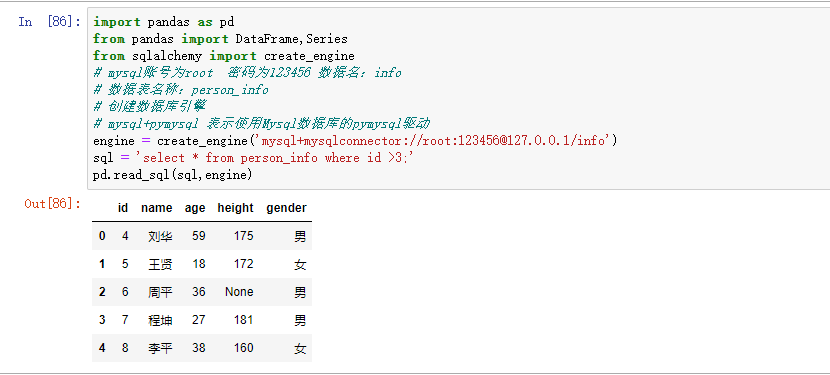 In [86]:
import pandas as pd
from pandas import DataFrame,Series
from sqlalchemy import create_engine
# mysql账号为root 密码为123456 数据名：info
# 数据表名称：person_info
# 创建数据库引擎
# mysql+pymysql 表示使用Mysql数据库的pymysql驱动
engine = create_engine('mysql+mysqlconnector://root:123456@127.0.0.1/info')
sql = 'select * from person_info where id >3;'
pd.read_sql(sql,engine)
Out[86]:
id name age height gender
0 4 刘华 59 175 男
1 5 王贤 18 172 女
2 6 周平 36 None 男
3 7 程坤 27 181 男
4 8 李平 38 160 女